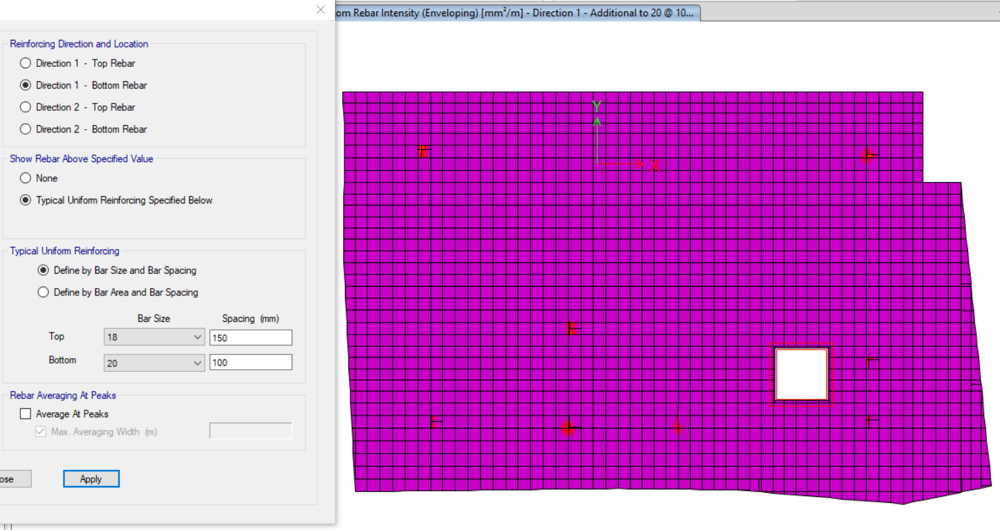 om Rebar Intensity (Enveloping) [mm²/m] - Direction 1 - Additional to 20 @ 10...
Reinforcing Direction and Location
Direction 1 - Top Rebar
Direction 1 - Bottom Rebar
Direction 2 - Top Rebar
Direction 2 - Bottom Rebar
Show Rebar Above Specified Value
None
Typical Uniform Reinforcing Specified Below
Typical Uniform Reinforcing
Define by Bar Size and Bar Spacing
Define by Bar Area and Bar Spacing
Bar Size Spacing (mm)
Top 18 150
Bottom 20 100
Rebar Averaging At Peaks
Average At Peaks
Max. Averaging Width (m)
ose Apply
Y
X